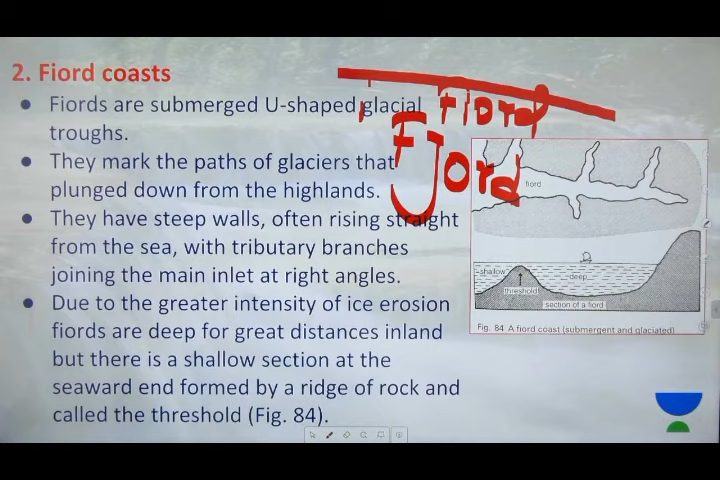 2. Fiord coasts
● Fiords are submerged U-shaped glacial
troughs.
● They mark the paths of glaciers that
plunged down from the highlands.
● They have steep walls, often rising straight
from the sea, with tributary branches
joining the main inlet at right angles.
● Due to the greater intensity of ice erosion
fiords are deep for great distances inland
but there is a shallow section at the
seaward end formed by a ridge of rock and
called the threshold (Fig. 84).
Fiord
Fjord
fiord
shallow
deep
threshold
section of a fiord
Fig. 84 A fiord coast (submergent and glaciated)